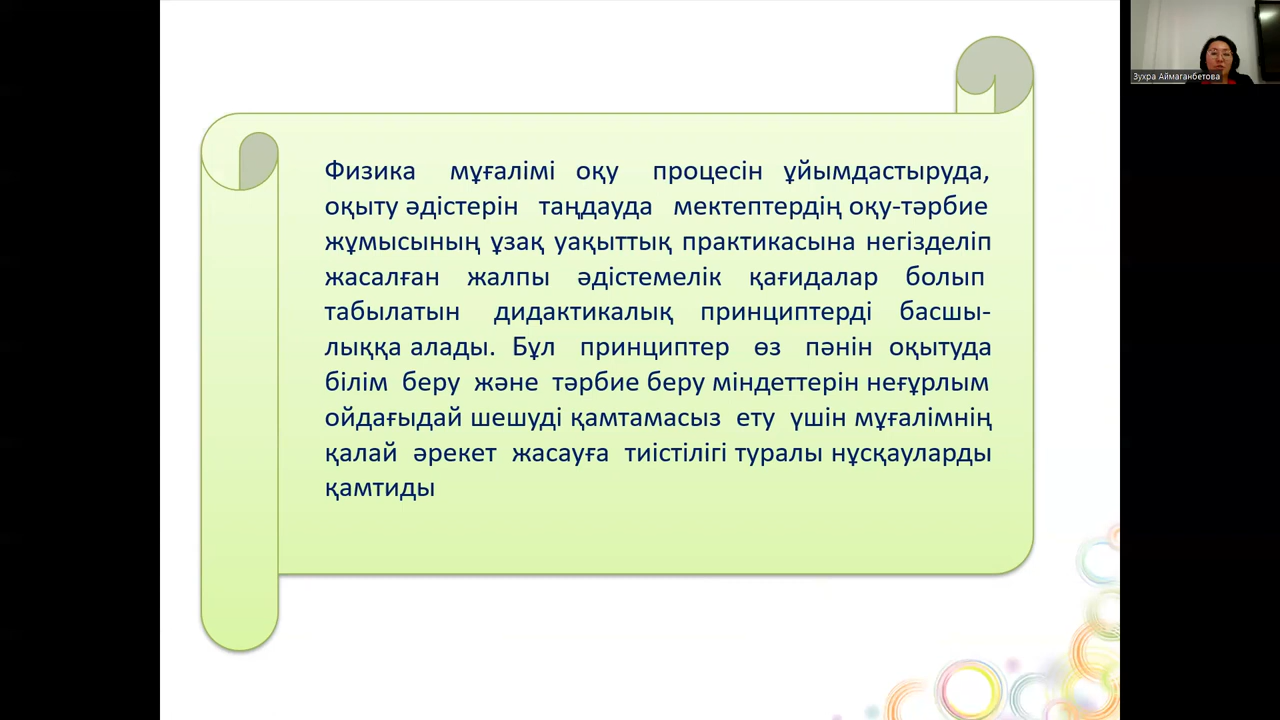 Физика мұғалімі оқу процесін ұйымдастыруда,
оқыту әдістерін таңдауда мектептердің оқу-тәрбие
жұмысының ұзақ уақыттық практикасына негізделіп
жасалған жалпы әдістемелік қағидалар болып
табылатын дидактикалық принциптерді басшы-
лыққа алады. Бұл принциптер өз пәнін оқытуда
білім беру және тәрбие беру міндеттерін неғұрлым
ойдағыдай шешуді қамтамасыз ету үшін мұғалімнің
қалай әрекет жасауға тиістілігі туралы нұсқауларды
қамтиды
Зухра Аймаганбетова